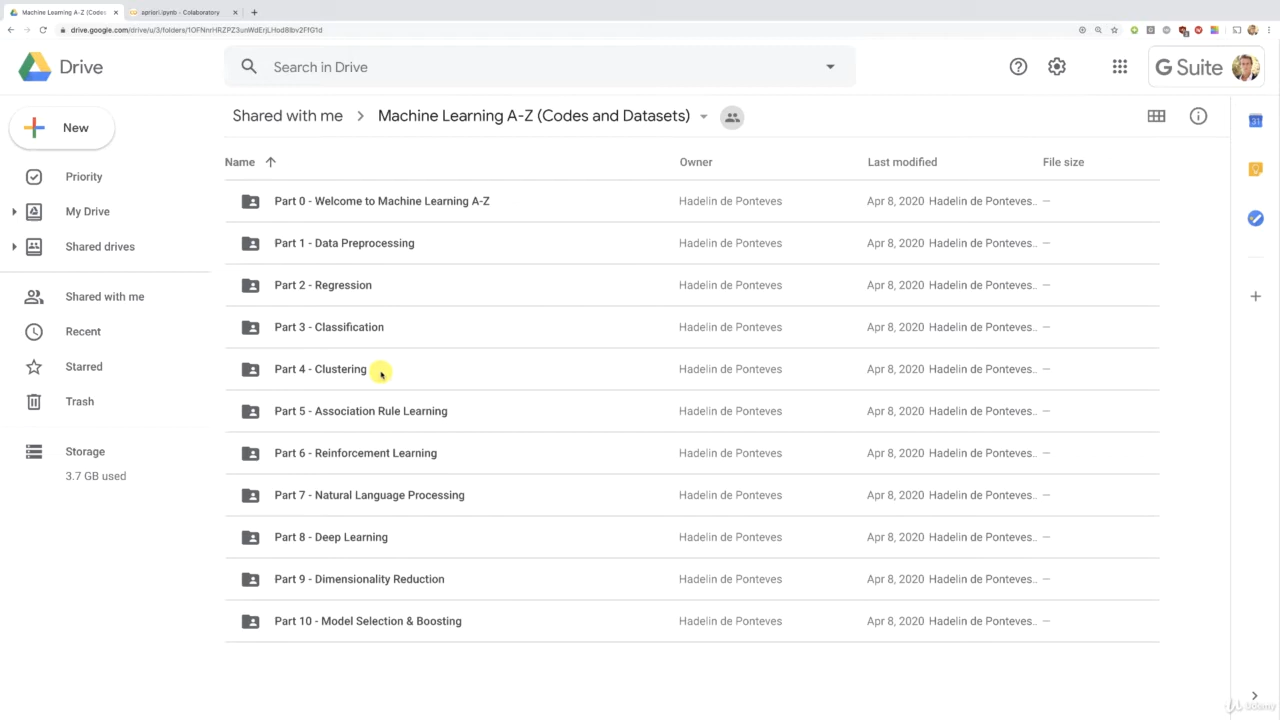 Machine Learning A-Z (Codes
apriori.ipynb - Colaboratory
drive.google.com/drive/u/3/folders/1OFNnrHRZPZ3unWdErjLHod8Ibv2FfG1d
Drive
Search in Drive
G Suite
New
Shared with me > Machine Learning A-Z (Codes and Datasets)
Name Owner Last modified File size
Priority
My Drive
Shared drives
Shared with me
Recent
Starred
Trash
Storage
3.7 GB used
Part 0 - Welcome to Machine Learning A-Z Hadelin de Ponteves Apr 8, 2020 Hadelin de Ponteves.. —
Part 1 - Data Preprocessing Hadelin de Ponteves Apr 8, 2020 Hadelin de Ponteves.. —
Part 2 - Regression Hadelin de Ponteves Apr 8, 2020 Hadelin de Ponteves.. —
Part 3 - Classification Hadelin de Ponteves Apr 8, 2020 Hadelin de Ponteves.. —
Part 4 - Clustering Hadelin de Ponteves Apr 8, 2020 Hadelin de Ponteves.. —
Part 5 - Association Rule Learning Hadelin de Ponteves Apr 8, 2020 Hadelin de Ponteves.. —
Part 6 - Reinforcement Learning Hadelin de Ponteves Apr 8, 2020 Hadelin de Ponteves.. —
Part 7 - Natural Language Processing Hadelin de Ponteves Apr 8, 2020 Hadelin de Ponteves.. —
Part 8 - Deep Learning Hadelin de Ponteves Apr 8, 2020 Hadelin de Ponteves.. —
Part 9 - Dimensionality Reduction Hadelin de Ponteves Apr 8, 2020 Hadelin de Ponteves.. —
Part 10 - Model Selection & Boosting Hadelin de Ponteves Apr 8, 2020 Hadelin de Ponteves.. —
31
Udemy